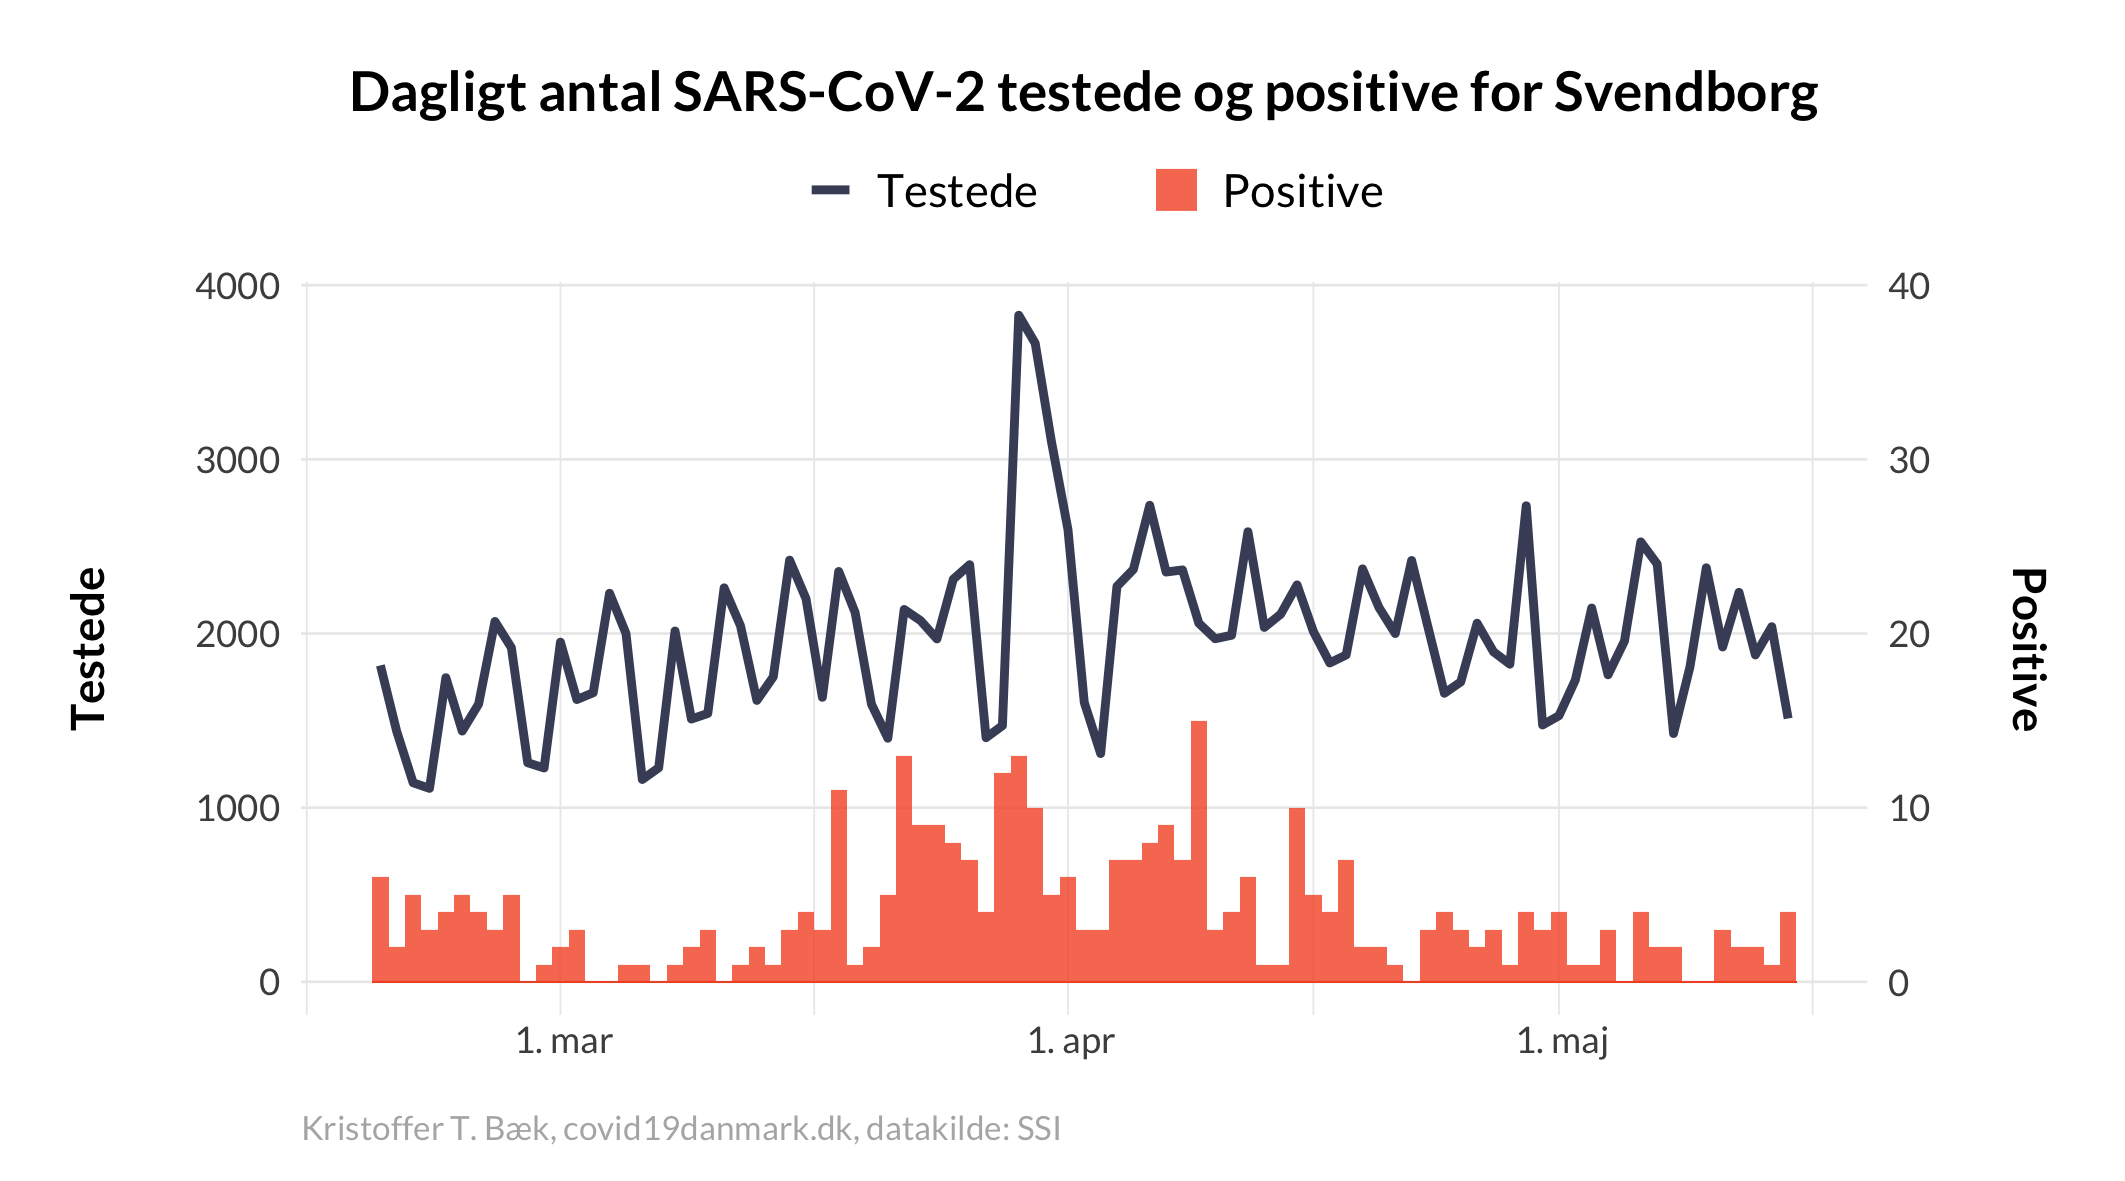 Dagligt antal SARS-CoV-2 testede og positive for Svendborg
Testede
Positive
4000
3000
2000
1000
0
40
30
20
10
0
Testede
Positive
1. mar
1. apr
1. maj
Kristoffer T. Bæk, covid19danmark.dk, datakilde: SSI